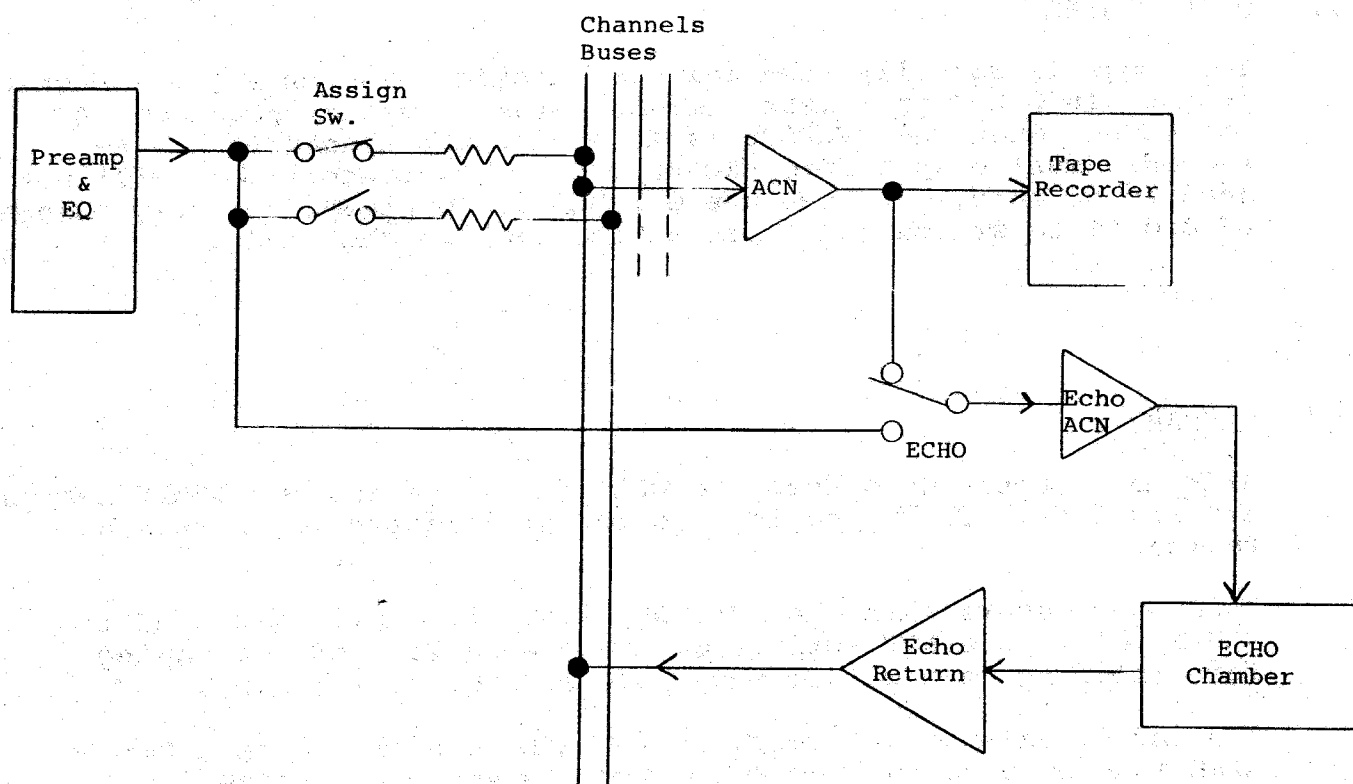 Channels
Buses
Assign
Sw.
Preamp
&
EQ
ACN
Tape
Recorder
Echo
ACN
ECHO
Echo
Return
ECHO
Chamber